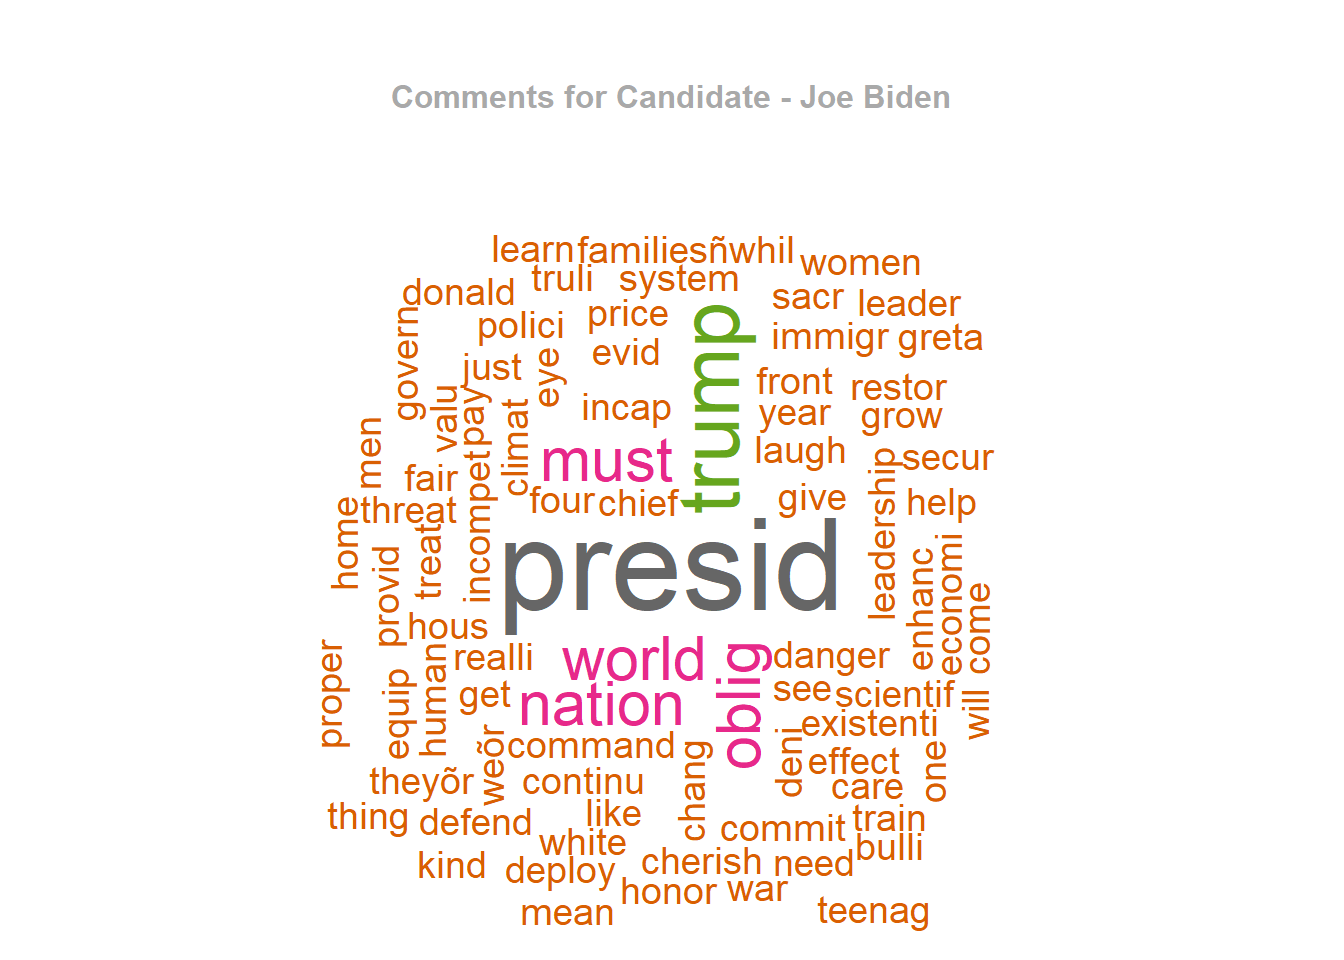 Comments for Candidate - Joe Biden
learn
familiesñwhil
women
truli
system
donald
sacr
leader
price
polici
trump
immigr
greta
govern
evid
just
eye
front
restor
incap
year
grow
valu
pay
climat
men
must
laugh
secur
fair
incompet
leadership
threat
four
chief
give
help
home
treat
presid
provid
enhanc
economi
come
hous
realli
world
oblig
danger
proper
equip
human
get
nation
see
scientif
will
existenti
weõr
command
chang
deni
effect
one
theyõr
continu
care
thing
defend
like
commit
train
white
bulli
kind
deploy
cherish
need
honor
war
mean
teenag